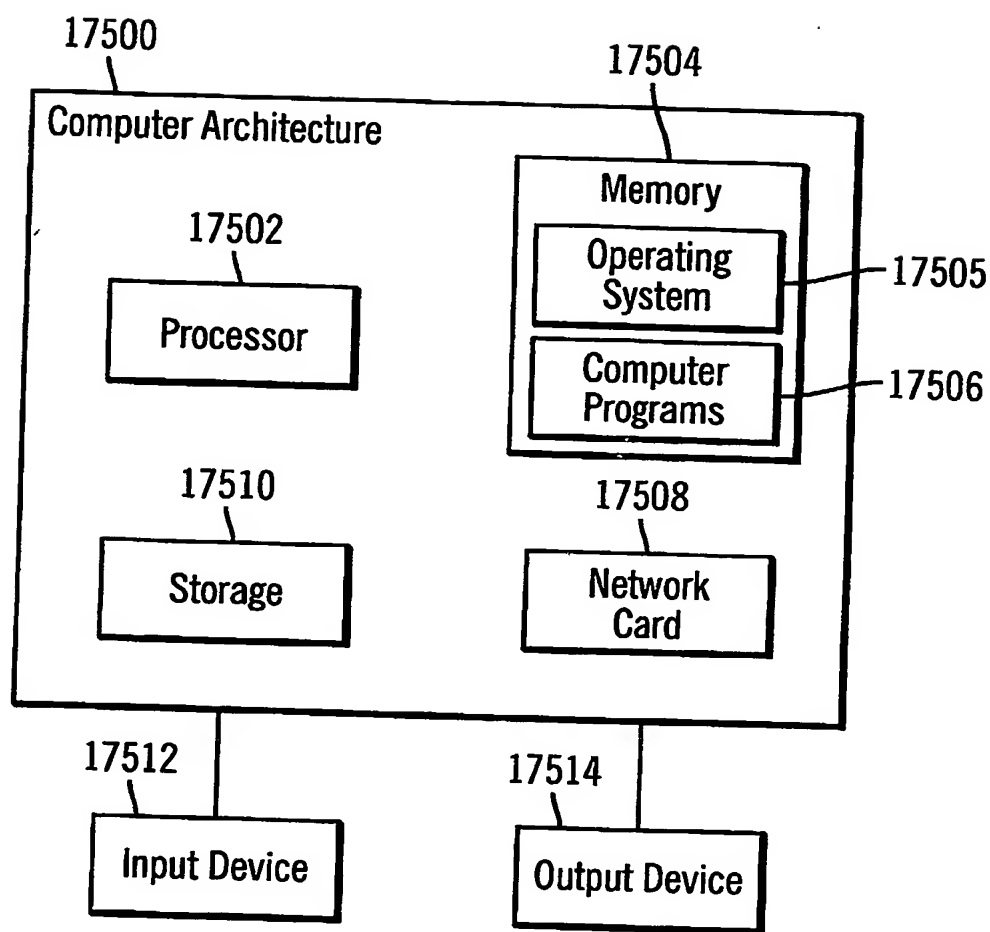 17500
17504
Computer Architecture
Memory
17502
Operating
System
17505
Processor
Computer
Programs
17506
17510
17508
Storage
Network
Card
17512
17514
Input Device
Output Device